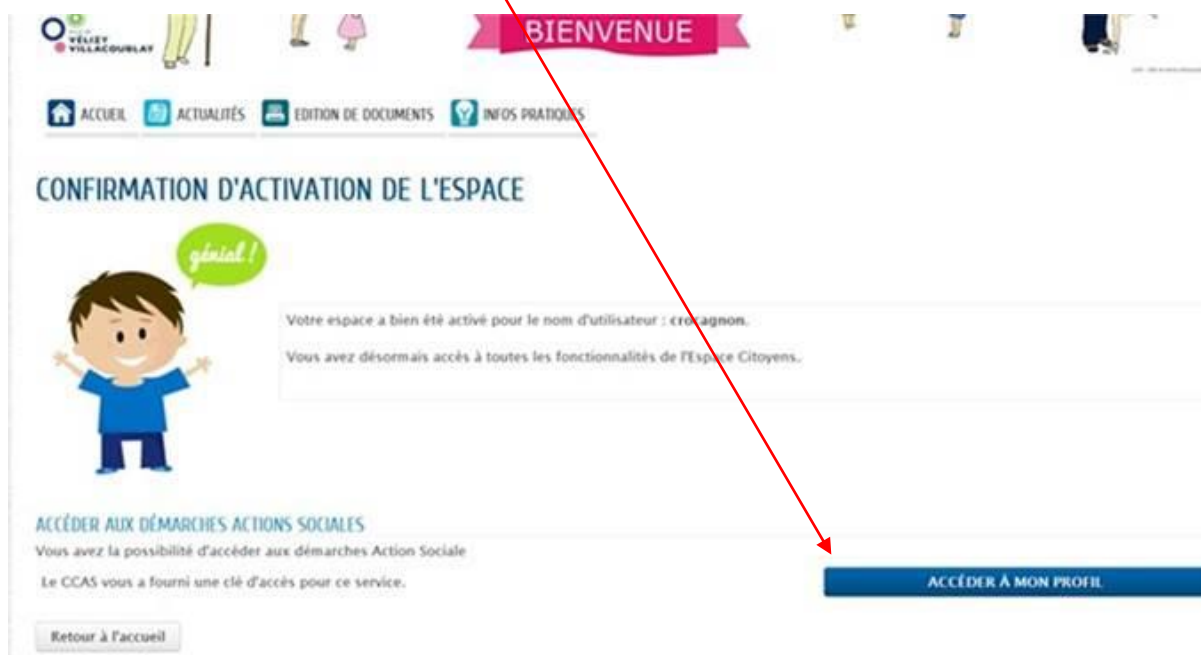 BIENVENUE
VÉLIZY
VILLACOUBLAY
ACCUEIL ACTUALITÉS EDITION DE DOCUMENTS INFOS PRATIQUES
CONFIRMATION D'ACTIVATION DE L'ESPACE
génial !
Votre espace a bien été activé pour le nom d'utilisateur : crocagnon.
Vous avez désormais accès à toutes les fonctionnalités de l'Espace Citoyens.
ACCÉDER AUX DÉMARCHES ACTIONS SOCIALES
Vous avez la possibilité d'accéder aux démarches Action Sociale
Le CCAS vous a fourni une clé d'accès pour ce service.
ACCÉDER À MON PROFIL
Retour à l'accueil